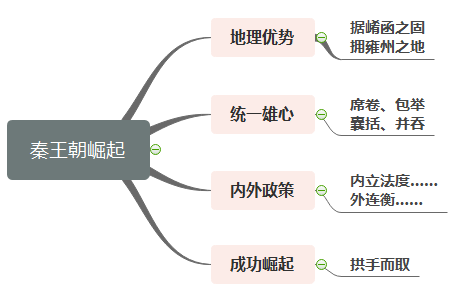 秦王朝崛起
地理优势
据崤函之固
拥雍州之地
统一雄心
席卷、包举
囊括、并吞
内外政策
内立法度……
外连衡……
成功崛起
拱手而取